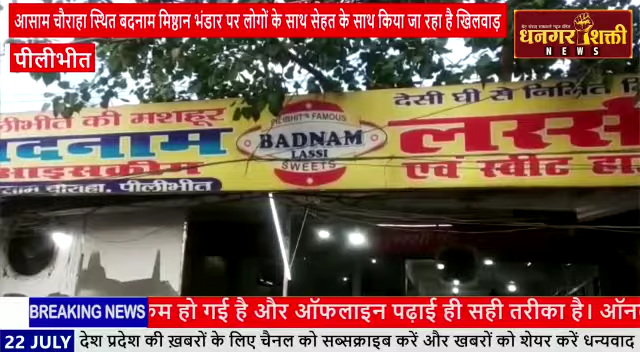 आसाम चौराहा स्थित बदनाम मिष्ठान भंडार पर लोगों के साथ सेहत के साथ किया जा रहा है खिलवाड़
पीलीभीत
धनगर शक्ति
NEWS
की मशहूर
आइसक्रीम
चौराहा, पीलीभीत
PILIBHIT'S FAMOUS
BADNAM
LASSI
SWEETS
देसी घी से निर्मित
एवं स्वीट
BREAKING NEWS
हो गई है और ऑफलाइन पढ़ाई ही सही तरीका है।
22 JULY
देश प्रदेश की ख़बरों के लिए चैनल को सब्सक्राइब करें और खबरों को शेयर करें धन्यवाद